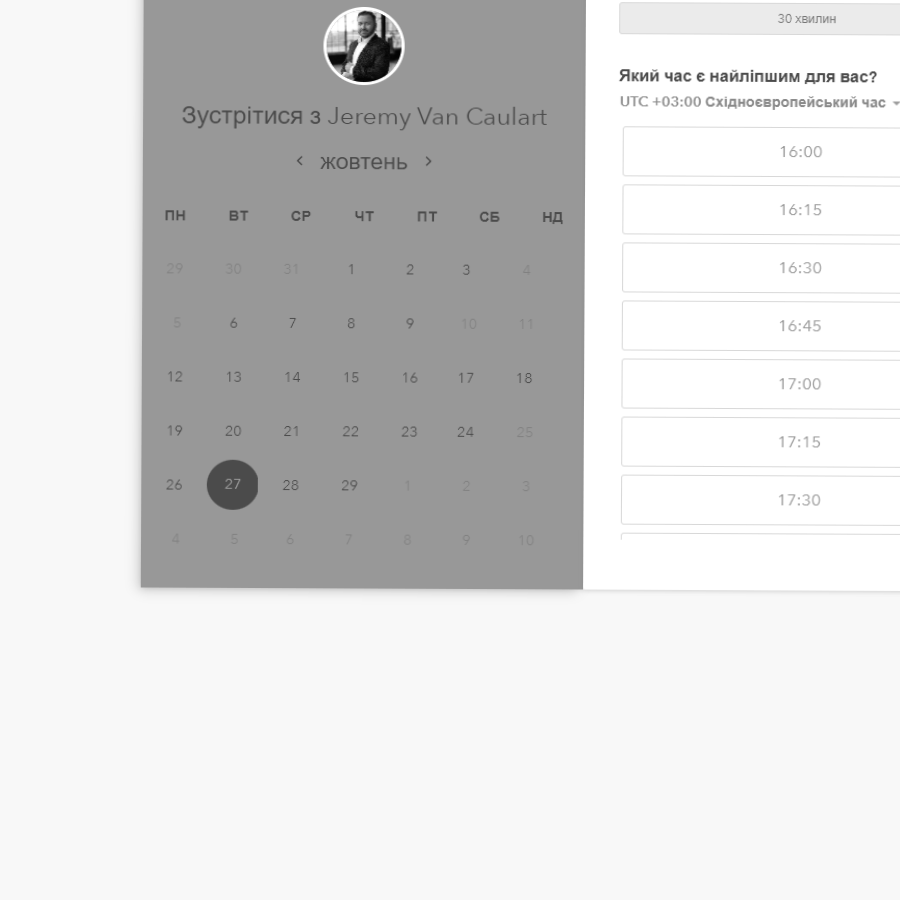 Зустрітися з Jeremy Van Caulart
жовтень
ПН ВТ СР ЧТ ПТ СБ НД
29 30 31 1 2 3 4
5 6 7 8 9 10 11
12 13 14 15 16 17 18
19 20 21 22 23 24 25
26 27 28 29 1 2 3
4 5 6 7 8 9 10
30 хвилин
Який час є найліпшим для вас?
UTC +03:00 Східноєвропейський час
16:00
16:15
16:30
16:45
17:00
17:15
17:30